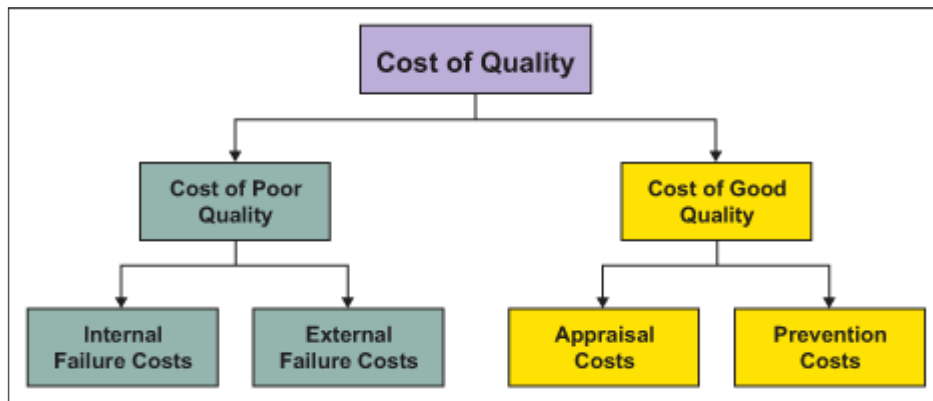 Cost of Quality
Cost of Poor
Quality
Cost of Good
Quality
Internal
Failure Costs
External
Failure Costs
Appraisal
Costs
Prevention
Costs